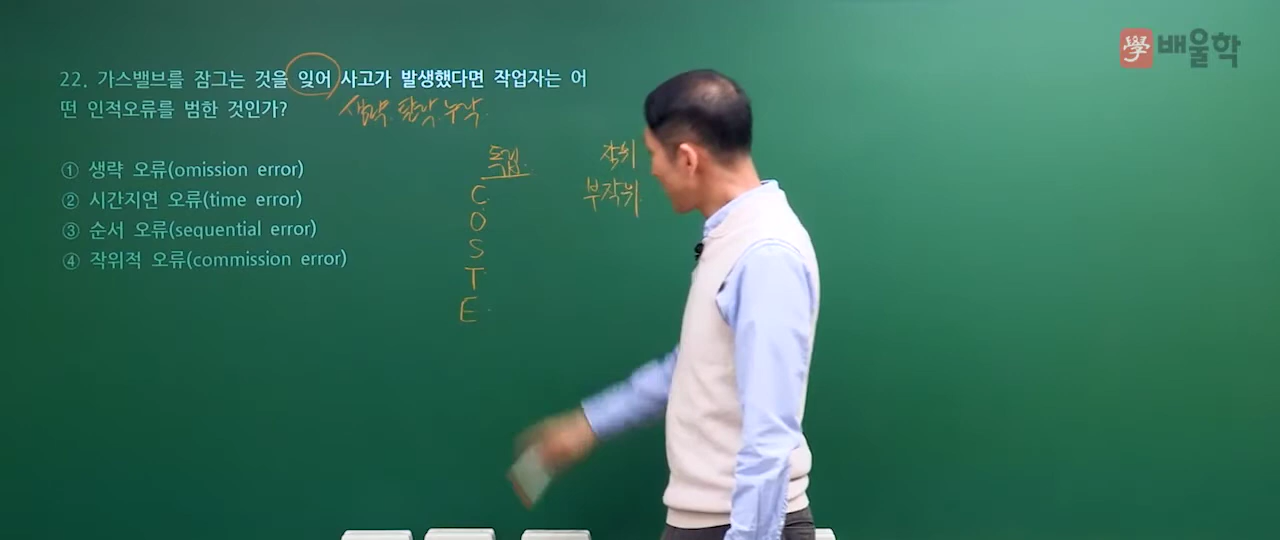 學 배울학
22. 가스밸브를 잠그는 것을 잊어 사고가 발생했다면 작업자는 어
떤 인적오류를 범한 것인가?
생략. 탈락. 누락.
① 생략 오류(omission error)
② 시간지연 오류(time error)
③ 순서 오류(sequential error)
④ 작위적 오류(commission error)
독립.
C
O
S
T
E
작위
부작위.